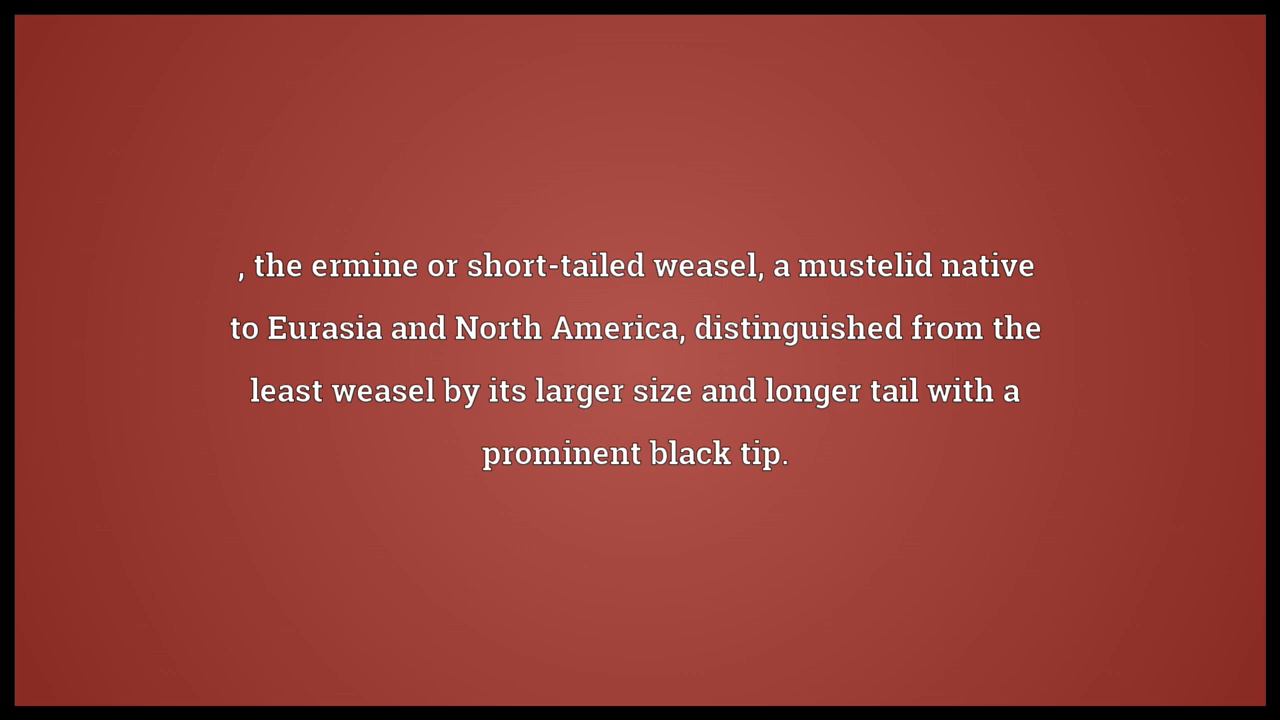 , the ermine or short-tailed weasel, a mustelid native
to Eurasia and North America, distinguished from the
least weasel by its larger size and longer tail with a
prominent black tip.